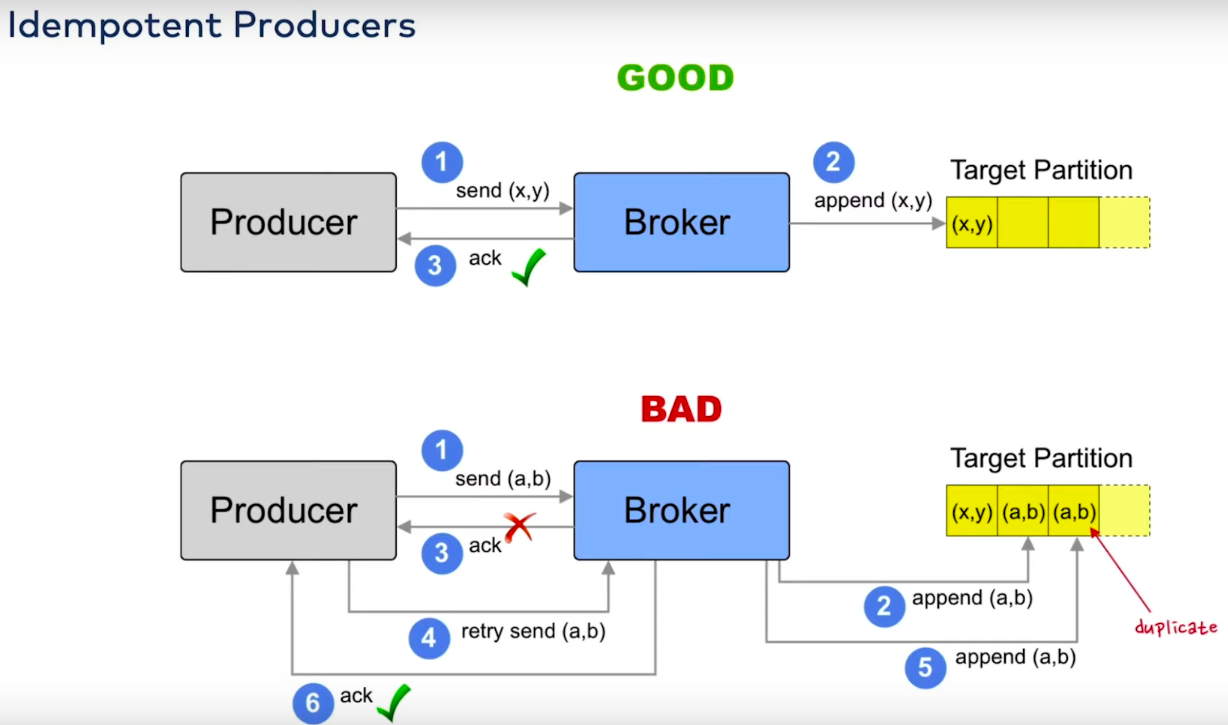 Idempotent Producers
GOOD
1
send (x,y)
Producer
Broker
3
ack
2
append (x,y)
Target Partition
(x,y)
BAD
1
send (a,b)
Producer
Broker
3
ack
4
retry send (a,b)
6
ack
Target Partition
(x,y) (a,b) (a,b)
2
append (a,b)
5
append (a,b)
duplicate